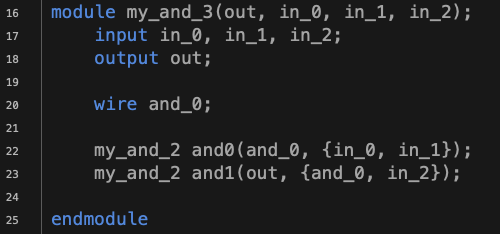 16 module my_and_3(out, in_0, in_1, in_2);
17     input in_0, in_1, in_2;
18     output out;
19
20     wire and_0;
21
22     my_and_2 and0(and_0, {in_0, in_1});
23     my_and_2 and1(out, {and_0, in_2});
24
25 endmodule